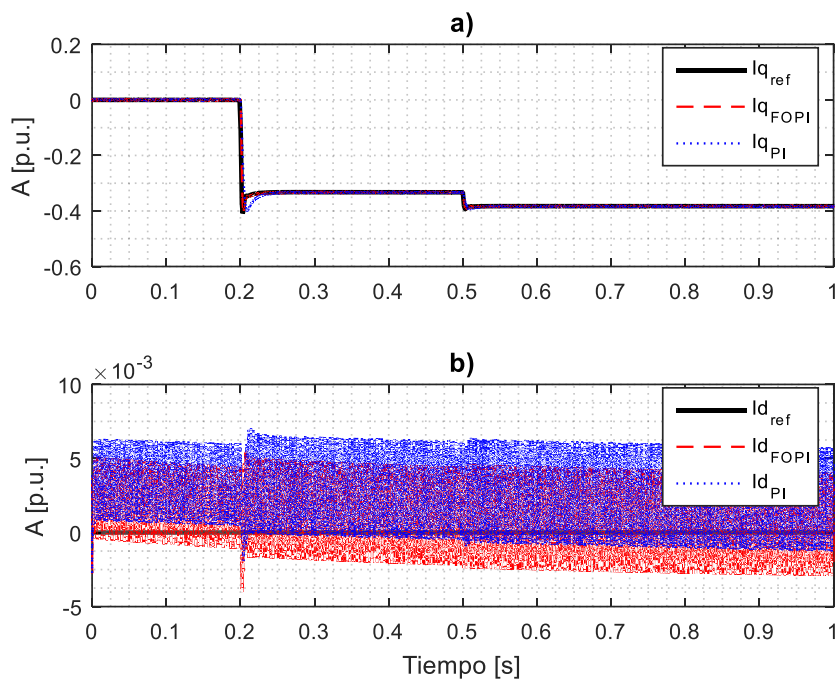 a)
0.2
0
-0.2
-0.4
-0.6
A [p.u.]
Iq_ref
Iq_FOPI
Iq_PI
0 0.1 0.2 0.3 0.4 0.5 0.6 0.7 0.8 0.9 1
b)
×10^-3
10
5
0
-5
A [p.u.]
Id_ref
Id_FOPI
Id_PI
0 0.1 0.2 0.3 0.4 0.5 0.6 0.7 0.8 0.9 1
Tiempo [s]